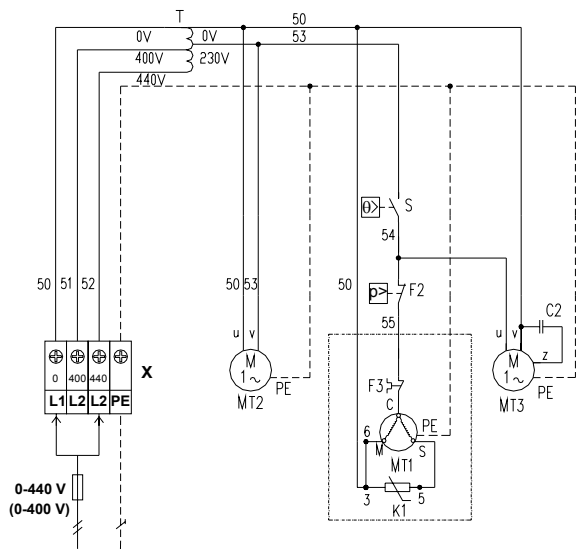 T
50
0V 0V
53
400V 230V
440V
θ> S
54
50 51 52 50 53 50
p> F2
55
C2
u v u v
z
M
1~
PE
MT2
M
1~
PE
MT3
F3
C
PE
6
M S
MT1
3 5
K1
0 400 440
X
L1 L2 L2 PE
0-440 V
(0-400 V)